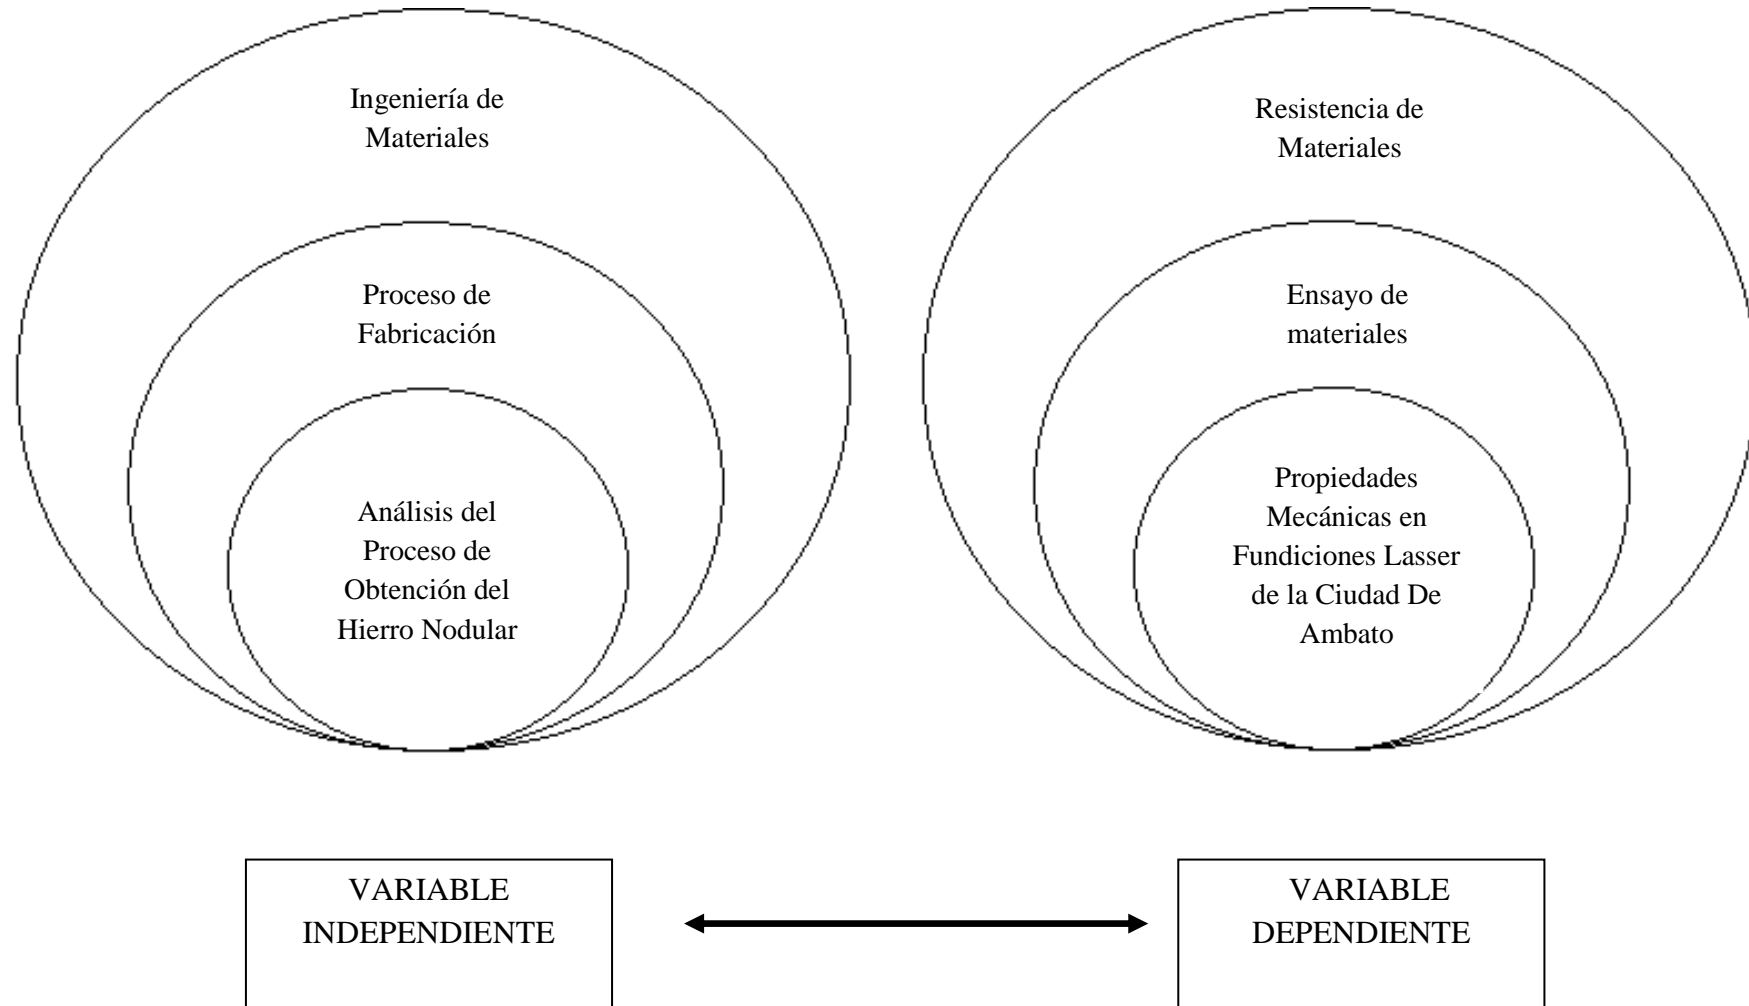 Ingeniería de
Materiales
Proceso de
Fabricación
Análisis del
Proceso de
Obtención del
Hierro Nodular
Resistencia de
Materiales
Ensayo de
materiales
Propiedades
Mecánicas en
Fundiciones Lasser
de la Ciudad De
Ambato
VARIABLE
INDEPENDIENTE
VARIABLE
DEPENDIENTE